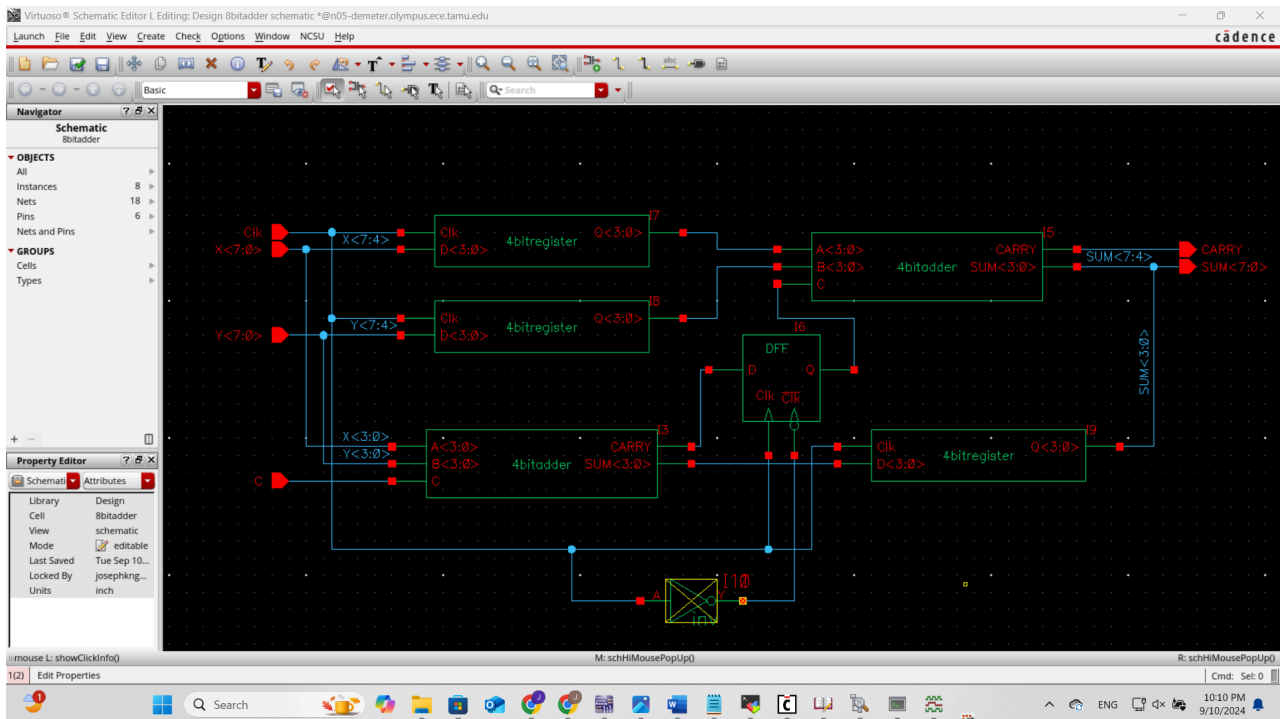 Virtuoso® Schematic Editor L Editing: Design 8bitadder schematic *@n05-demeter.olympus.ece.tamu.edu
Launch File Edit View Create Check Options Window NCSU Help
cādence
Basic
Search
Navigator
Schematic
8bitadder
OBJECTS
All
Instances 8
Nets 18
Pins 6
Nets and Pins
GROUPS
Cells
Types
Property Editor
Schemati Attributes
Library Design
Cell 8bitadder
View schematic
Mode editable
Last Saved Tue Sep 10...
Locked By josephkng...
Units inch
Clk
X<7:0>
X<7:4>
Clk
D<3:0>
4bitregister
Q<3:0>
I7
A<3:0>
B<3:0>
C
4bitadder
CARRY
SUM<3:0>
I5
SUM<7:4>
CARRY
SUM<7:0>
Y<7:0>
Y<7:4>
Clk
D<3:0>
4bitregister
Q<3:0>
I8
I6
DFF
D
Q
Clk
Clk
SUM<3:0>
X<3:0>
Y<3:0>
C
A<3:0>
B<3:0>
C
4bitadder
CARRY
SUM<3:0>
I3
Clk
D<3:0>
4bitregister
Q<3:0>
I9
I10
A
Y
inv
mouse L: showClickInfo() M: schHiMousePopUp() R: schHiMousePopUp()
1(2) Edit Properties Cmd: Sel: 0
1
Search
ENG
10:10 PM
9/10/2024